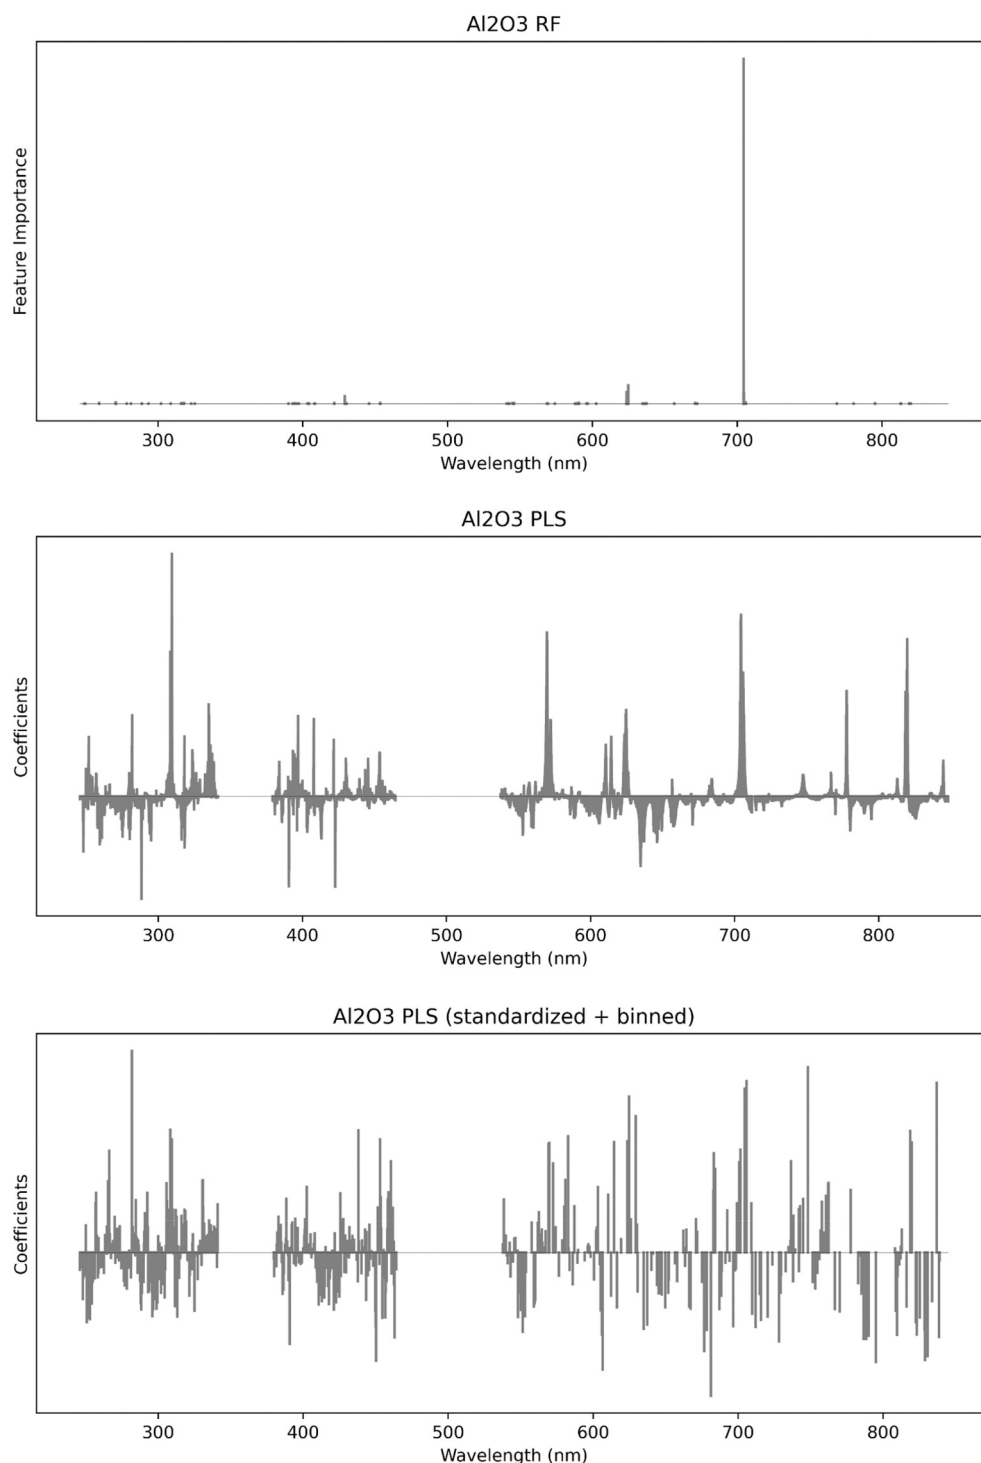 Al2O3 RF
Feature Importance
300 400 500 600 700 800
Wavelength (nm)
Al2O3 PLS
Coefficients
300 400 500 600 700 800
Wavelength (nm)
Al2O3 PLS (standardized + binned)
Coefficients
300 400 500 600 700 800
Wavelength (nm)